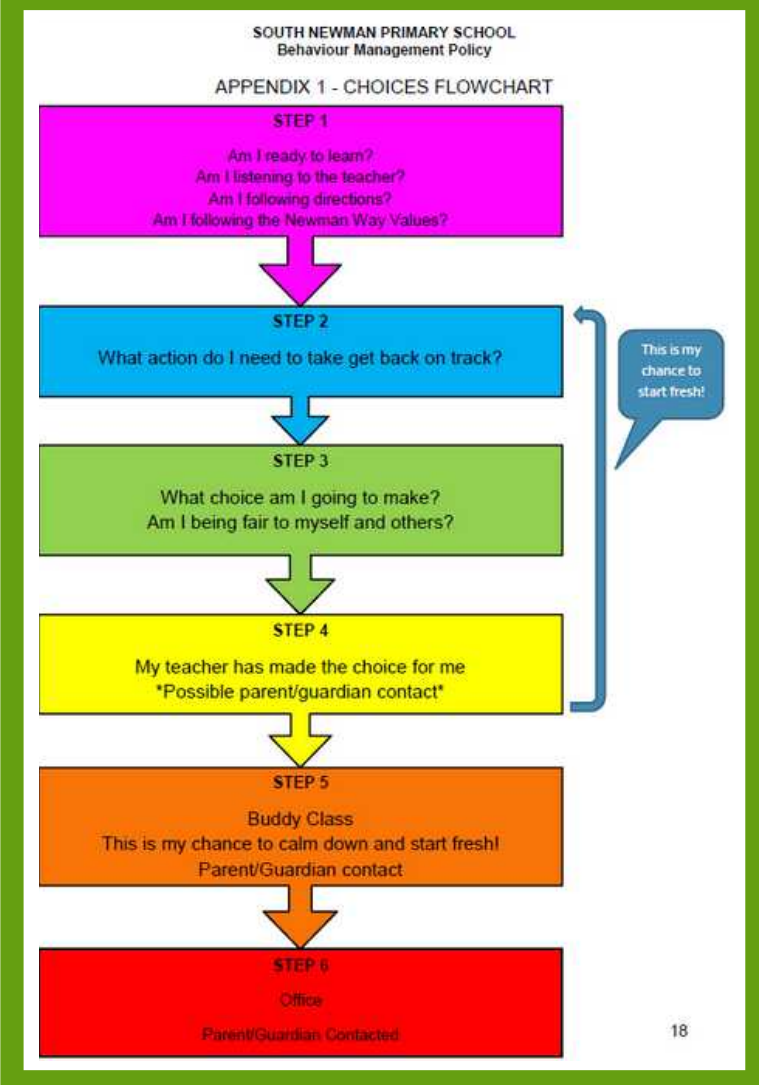 SOUTH NEWMAN PRIMARY SCHOOL
Behaviour Management Policy
APPENDIX 1 - CHOICES FLOWCHART
STEP 1
Am I ready to learn?
Am I listening to the teacher?
Am I following directions?
Am I following the Newman Way Values?
STEP 2
What action do I need to take get back on track?
This is my
chance to
start fresh!
STEP 3
What choice am I going to make?
Am I being fair to myself and others?
STEP 4
My teacher has made the choice for me
*Possible parent/guardian contact*
STEP 5
Buddy Class
This is my chance to calm down and start fresh!
Parent/Guardian contact
STEP 6
Office
Parent/Guardian Contacted
18